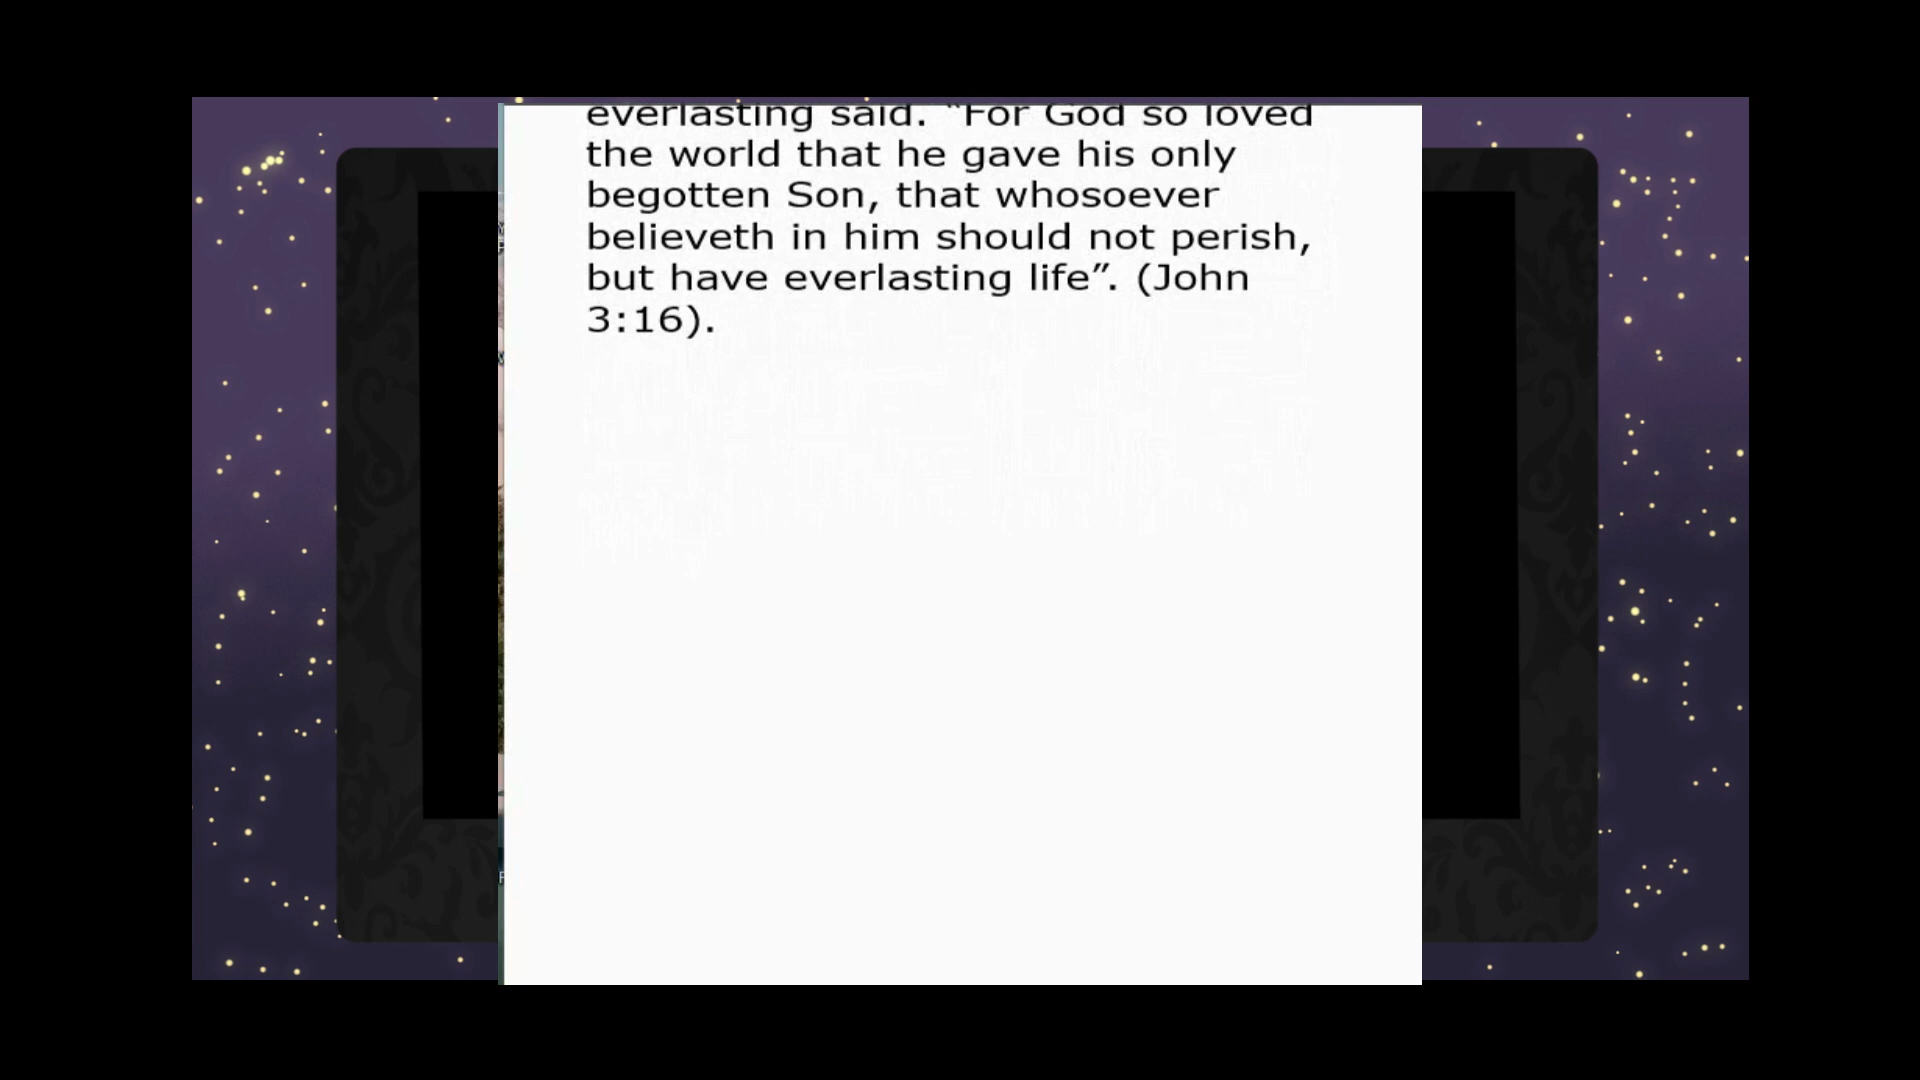 everlasting said. “For God so loved
the world that he gave his only
begotten Son, that whosoever
believeth in him should not perish,
but have everlasting life”. (John
3:16).